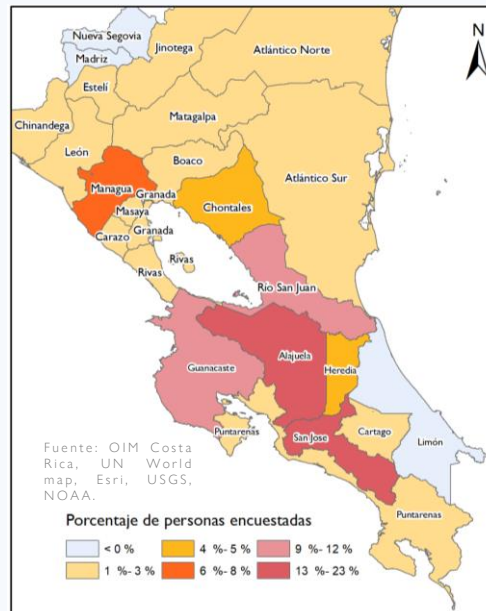 Nueva Segovia
Jinotega
Atlántico Norte
N
Madriz
Estelí
Chinandega
Matagalpa
León
Boaco
Managua
Granada
Atlántico Sur
Masaya
Chontales
Granada
Carazo
Rivas
Rivas
Río San Juan
Alajuela
Guanacaste
Heredia
Puntarenas
San Jose
Cartago
Limón
Fuente: OIM Costa
Rica, UN World
map, Esri, USGS,
NOAA.
Puntarenas
Porcentaje de personas encuestadas
< 0 %
4 %- 5 %
9 %- 12 %
1 %- 3 %
6 %- 8 %
13 %- 23 %